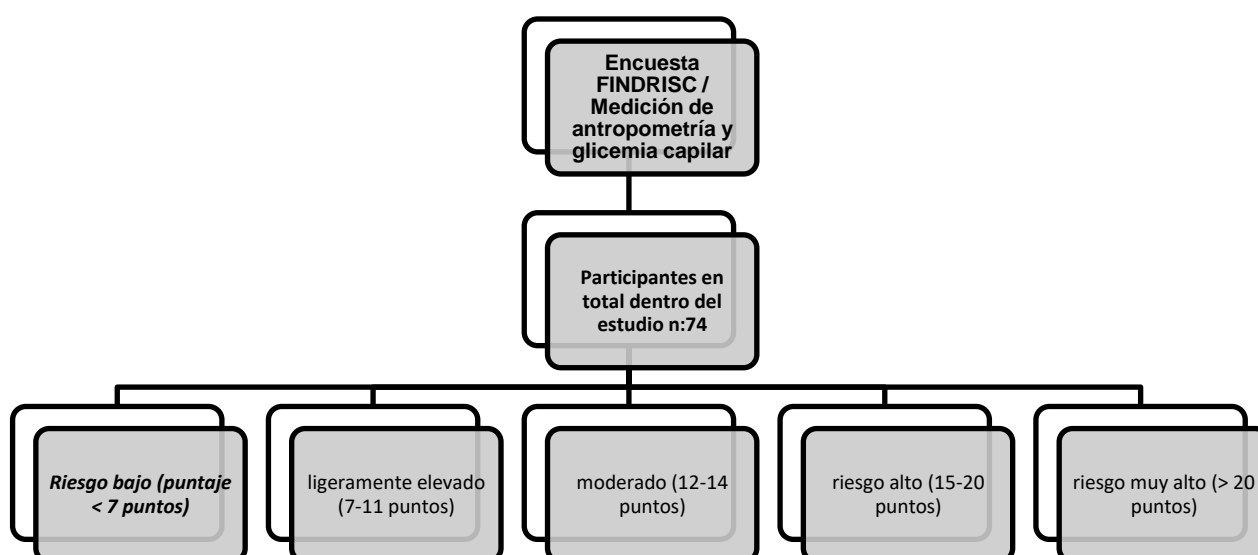 Encuesta
FINDRISC /
Medición de
antropometría y
glicemia capilar
Participantes en
total dentro del
estudio n:74
Riesgo bajo (puntaje
< 7 puntos)
ligeramente elevado
(7-11 puntos)
moderado (12-14
puntos)
riesgo alto (15-20
puntos)
riesgo muy alto (> 20
puntos)